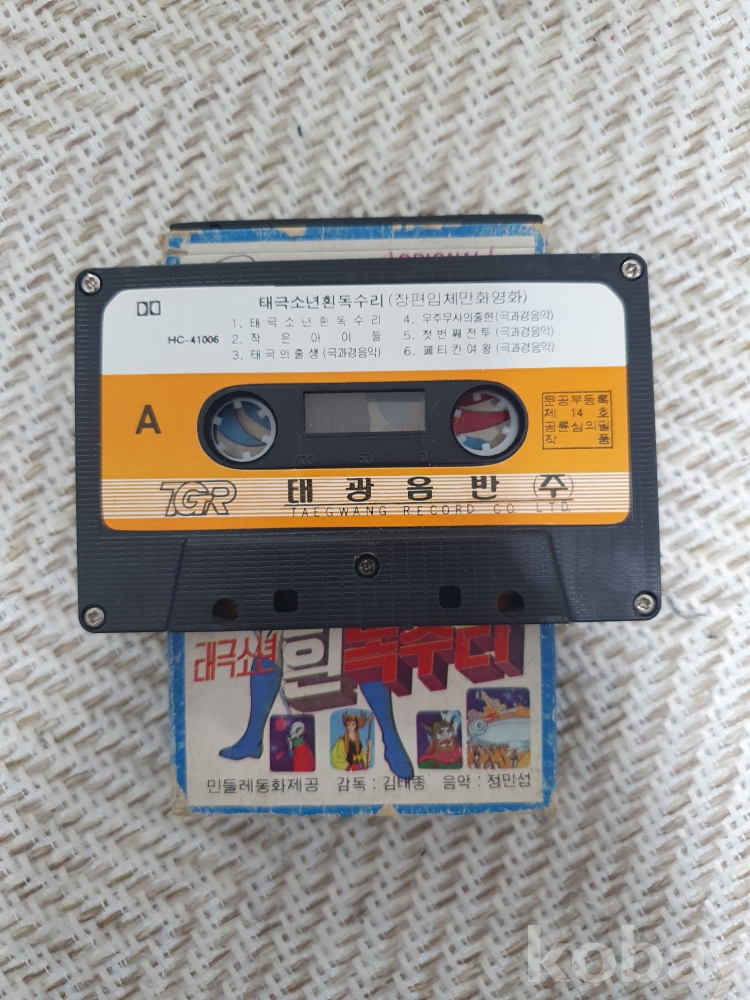 ORIGINAL
태극소년흰독수리 (장편입체만화영화)
HC-41006
1. 태극소년흰독수리
2. 작은아이들
3. 태극의출생 (극과경음악)
4. 우주무사의출현 (극과경음악)
5. 첫번째전투 (극과경음악)
6. 페티칸여왕 (극과경음악)
A
100 50 0
문공부등록
제 14 호
공륜심의필
작품
TGR
태광음반 (주)
TAEGWANG RECORD CO. LTD.
태극소년 흰독수리
민들레동화제공 감독 : 김태종 음악 : 정민섭
koba